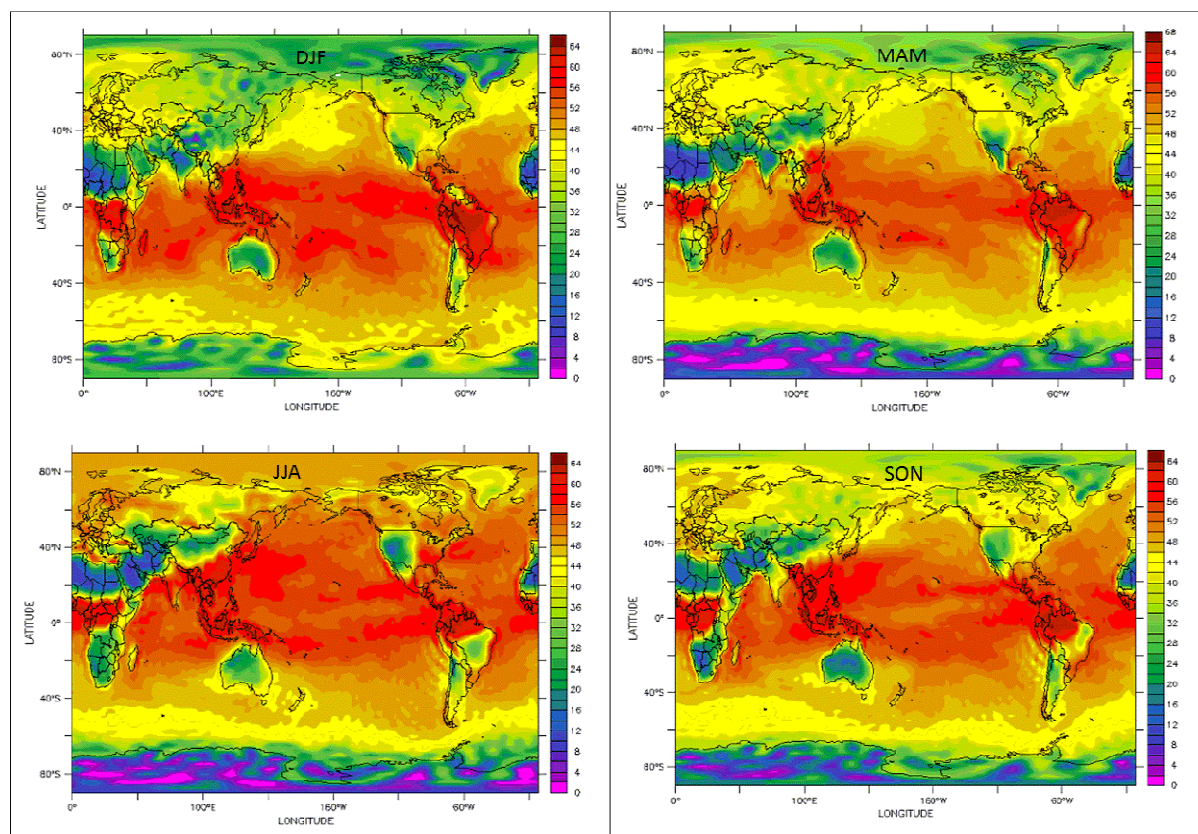 DJF
80°N
40°N
0°
40°S
80°S
LATITUDE
0°
100°E
160°W
60°W
LONGITUDE
64
60
56
52
48
44
40
36
32
28
24
20
16
12
8
4
0
MAM
80°N
40°N
0°
40°S
80°S
LATITUDE
0°
100°E
160°W
60°W
LONGITUDE
68
64
60
56
52
48
44
40
36
32
28
24
20
16
12
8
4
0
JJA
80°N
40°N
0°
40°S
80°S
LATITUDE
0°
100°E
160°W
60°W
LONGITUDE
64
60
56
52
48
44
40
36
32
28
24
20
16
12
8
4
0
SON
80°N
40°N
0°
40°S
80°S
LATITUDE
0°
100°E
160°W
60°W
LONGITUDE
64
60
56
52
48
44
40
36
32
28
24
20
16
12
8
4
0